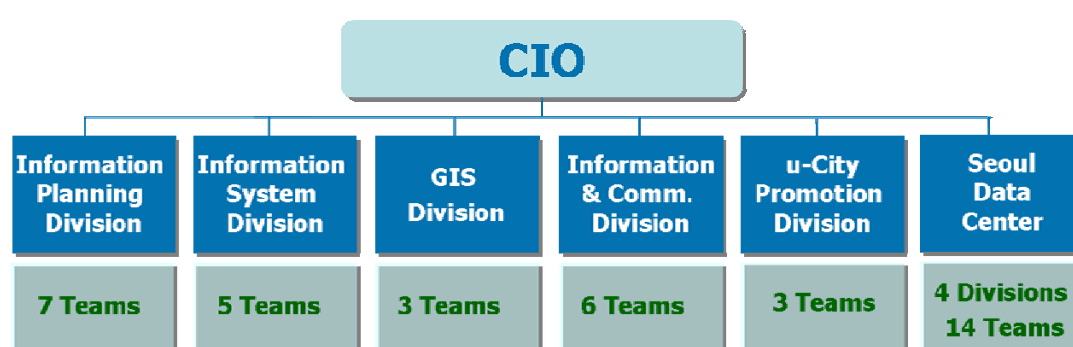 CIO
Information
Planning
Division
Information
System
Division
GIS
Division
Information
& Comm.
Division
u-City
Promotion
Division
Seoul
Data
Center
7 Teams
5 Teams
3 Teams
6 Teams
3 Teams
4 Divisions
14 Teams